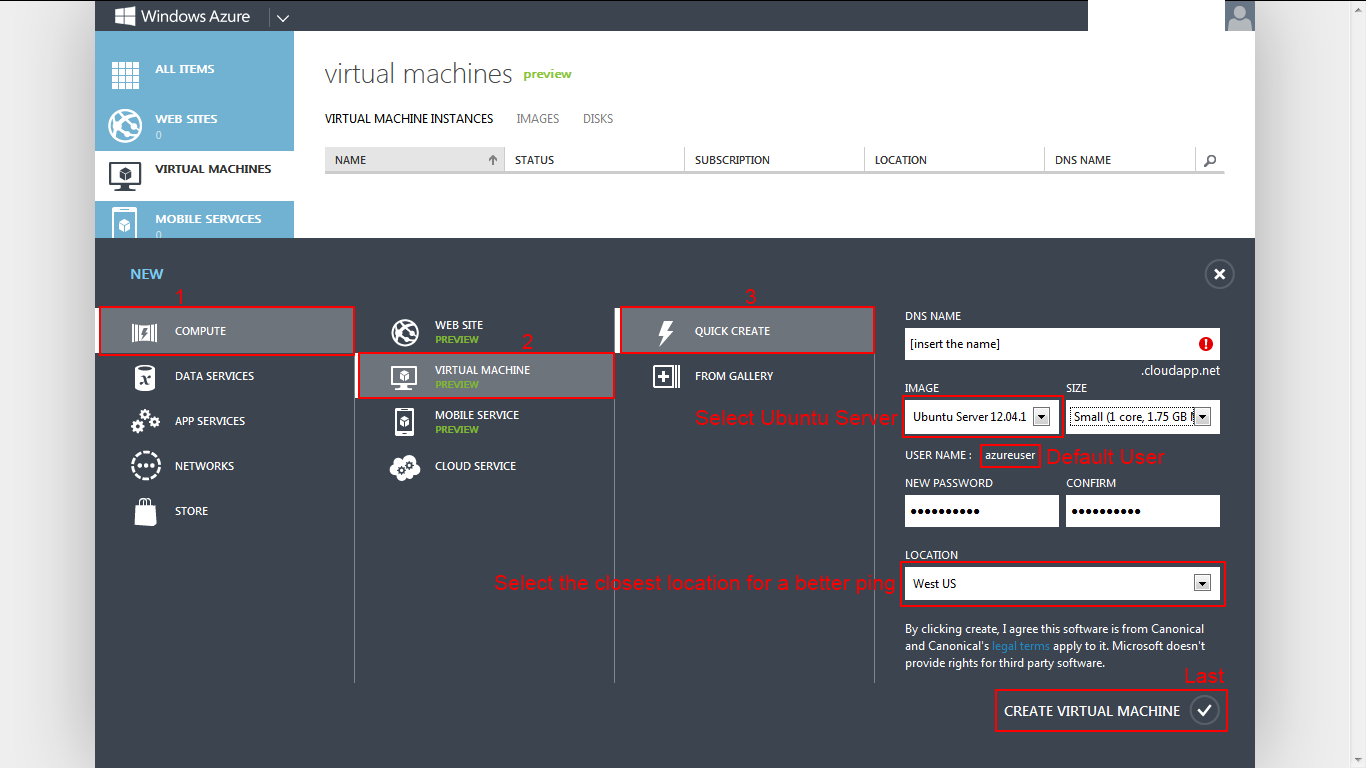 Windows Azure
ALL ITEMS
WEB SITES
0
VIRTUAL MACHINES
MOBILE SERVICES
0
virtual machines preview
VIRTUAL MACHINE INSTANCES IMAGES DISKS
NAME STATUS SUBSCRIPTION LOCATION DNS NAME
NEW
1
COMPUTE
DATA SERVICES
APP SERVICES
NETWORKS
STORE
WEB SITE
PREVIEW
2
VIRTUAL MACHINE
PREVIEW
MOBILE SERVICE
PREVIEW
CLOUD SERVICE
3
QUICK CREATE
FROM GALLERY
DNS NAME
[insert the name]
.cloudapp.net
IMAGE SIZE
Select Ubuntu Server Ubuntu Server 12.04.1 Small (1 core, 1.75 GB
USER NAME : azureuser Default User
NEW PASSWORD CONFIRM
●●●●●●●●●● ●●●●●●●●●●
LOCATION
Select the closest location for a better ping West US
By clicking create, I agree this software is from Canonical
and Canonical's legal terms apply to it. Microsoft doesn't
provide rights for third party software.
Last
CREATE VIRTUAL MACHINE